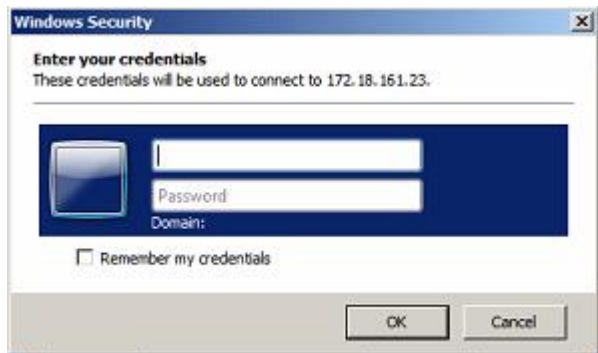 Windows Security
Enter your credentials
These credentials will be used to connect to 172.18.161.23.
Password
Domain:
Remember my credentials
OK
Cancel